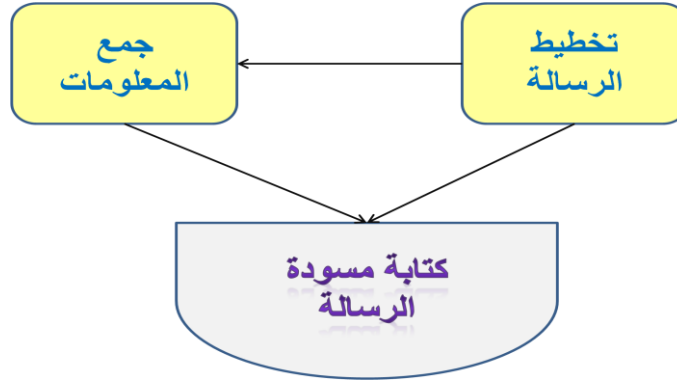 تخطيط
الرسالة
جمع
المعلومات
كتابة مسودة
الرسالة